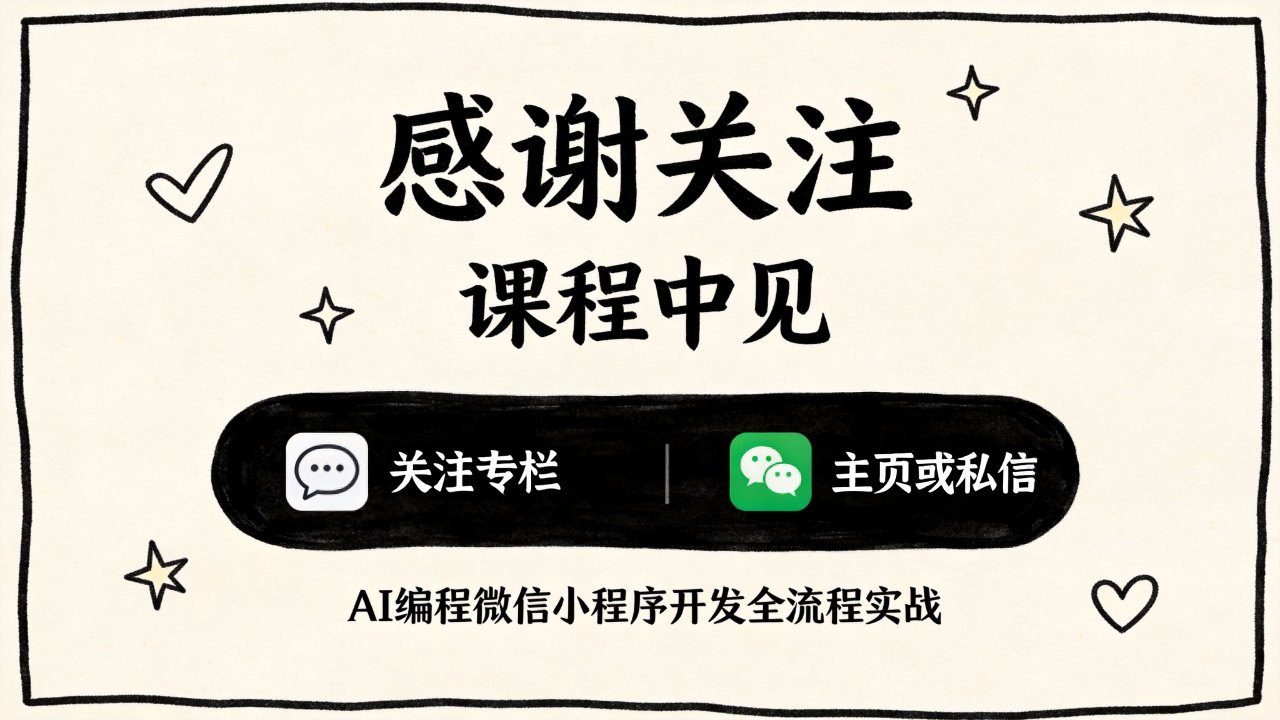 感谢关注
课程中见
关注专栏
主页或私信
AI编程微信小程序开发全流程实战